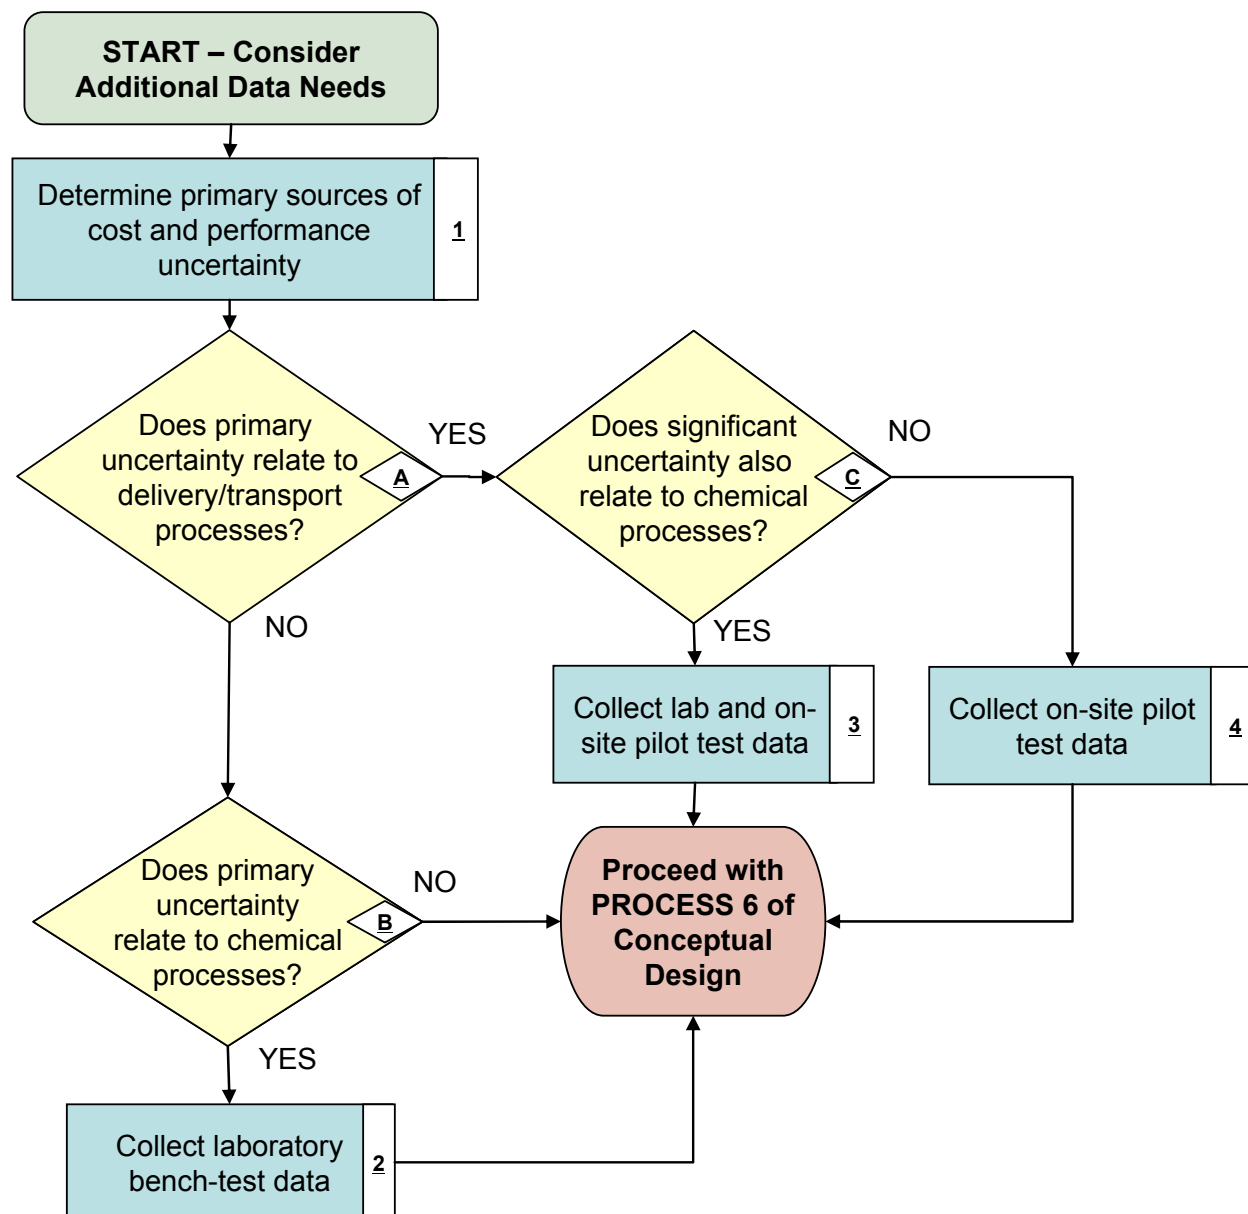 START – Consider
Additional Data Needs
Determine primary sources of
cost and performance
uncertainty
1
Does primary
uncertainty relate to
delivery/transport
processes?
A
YES
Does significant
uncertainty also
relate to chemical
processes?
C
NO
NO
YES
Collect lab and on-
site pilot test data
3
Collect on-site pilot
test data
4
Does primary
uncertainty
relate to chemical
processes?
B
NO
Proceed with
PROCESS 6 of
Conceptual
Design
YES
Collect laboratory
bench-test data
2